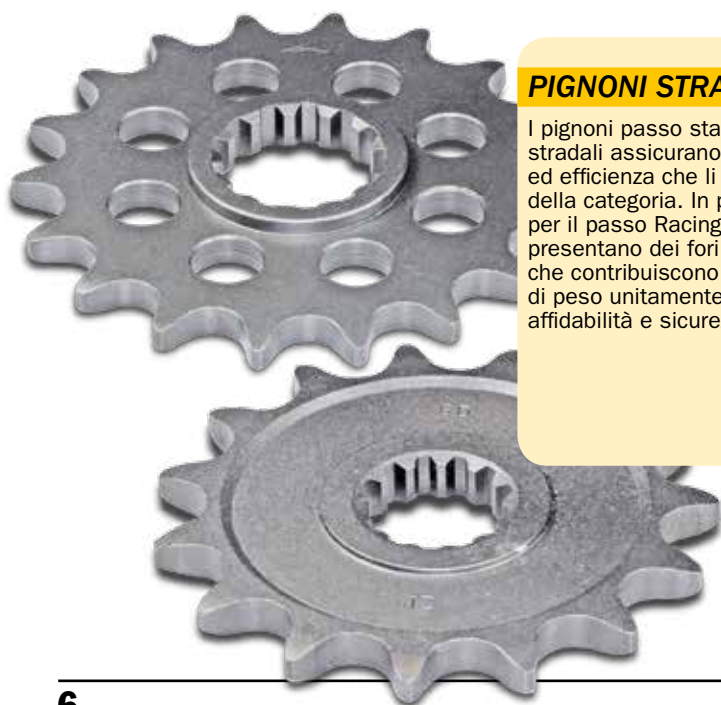 PIGNONI STRA
I pignoni passo sta
stradali assicurano
ed efficienza che li
della categoria. In p
per il passo Racing
presentano dei fori
che contribuiscono
di peso unitamente
affidabilità e sicure
6